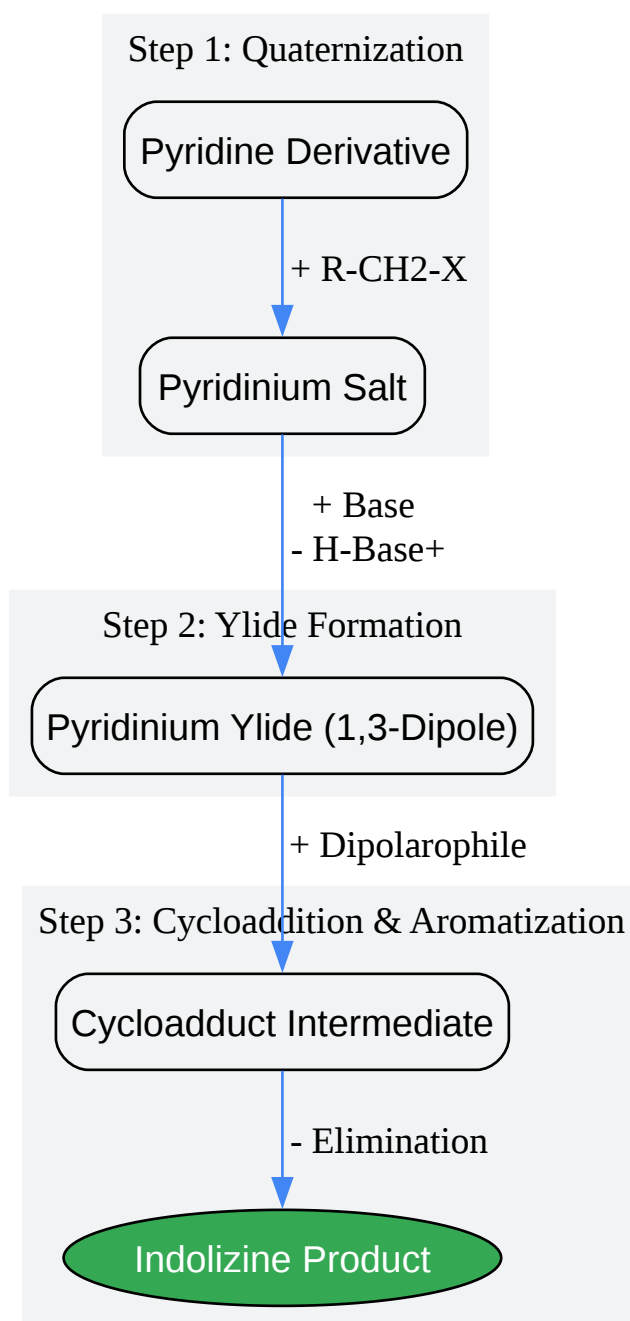 Step 1: Quaternization
Pyridine Derivative
+ R-CH2-X
Pyridinium Salt
+ Base
- H-Base+
Step 2: Ylide Formation
Pyridinium Ylide (1,3-Dipole)
+ Dipolarophile
Step 3: Cycloaddition & Aromatization
Cycloadduct Intermediate
- Elimination
Indolizine Product